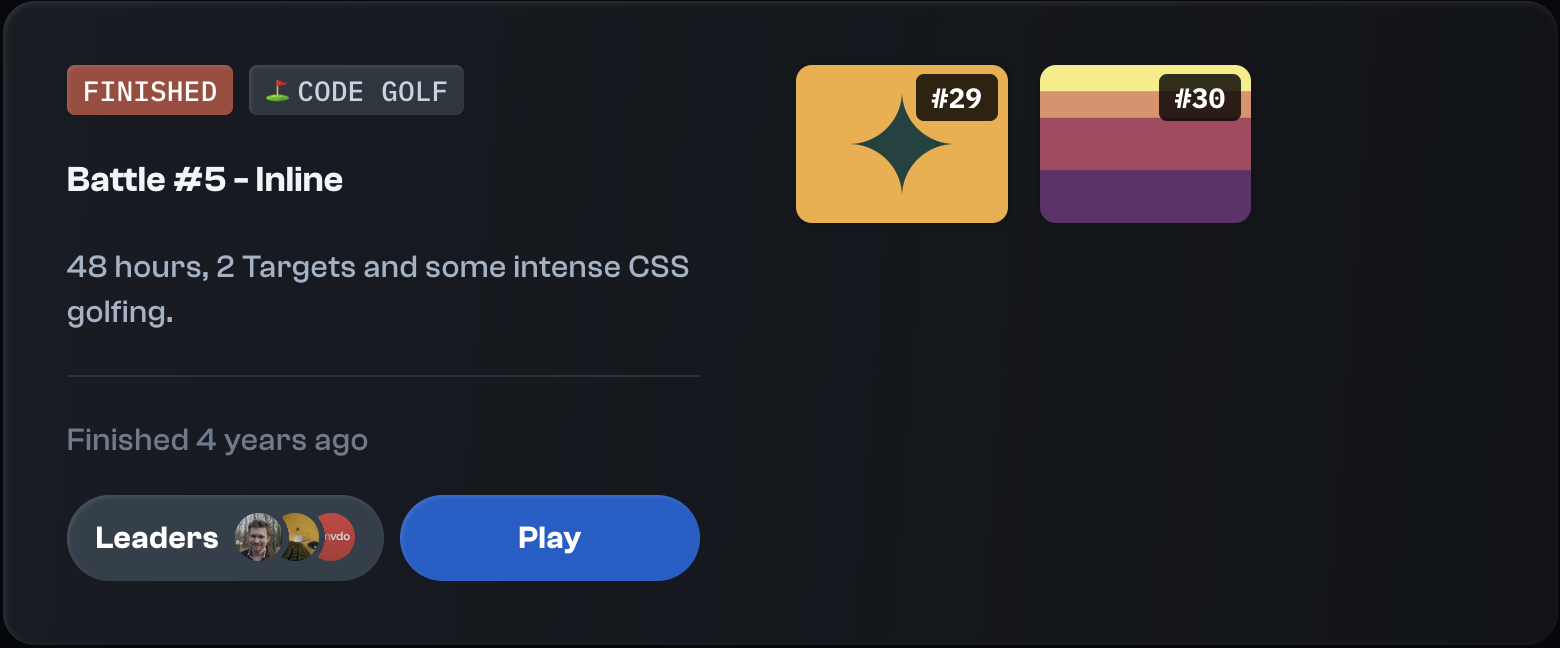 FINISHED
CODE GOLF
Battle #5 - Inline
48 hours, 2 Targets and some intense CSS
golfing.
Finished 4 years ago
Leaders
nvdo
Play
#29
#30